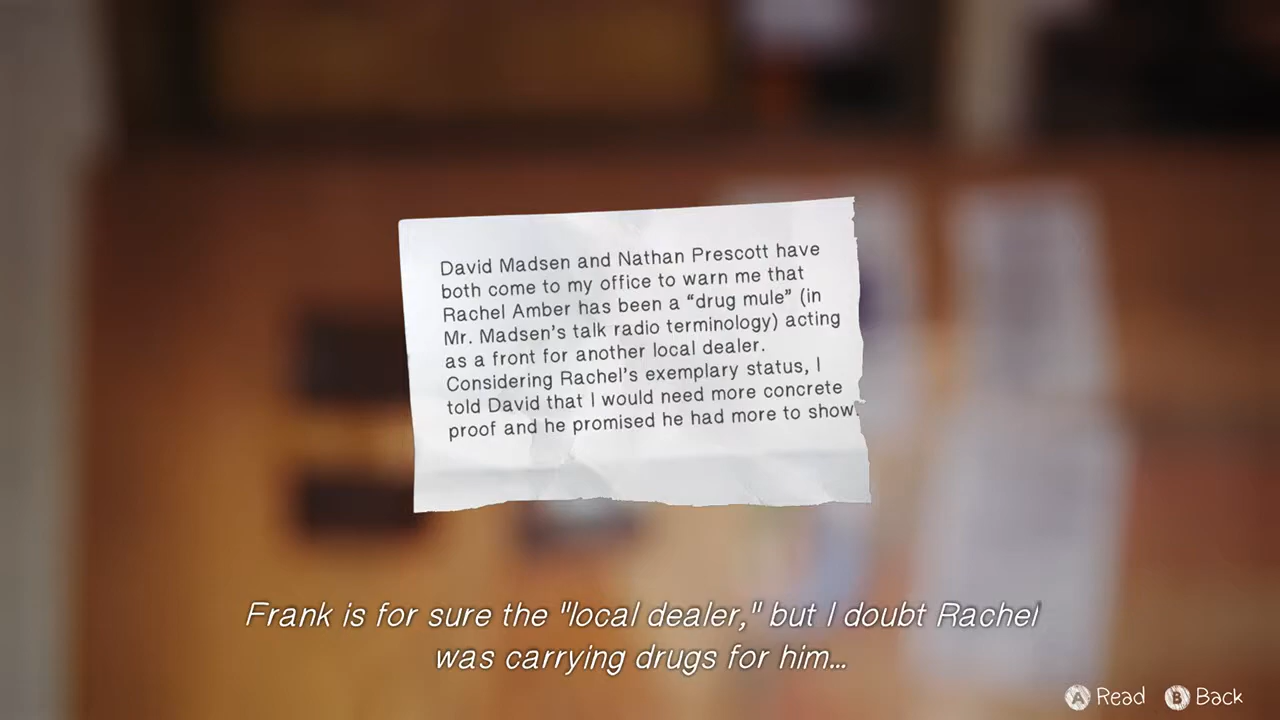 David Madsen and Nathan Prescott have
both come to my office to warn me that
Rachel Amber has been a “drug mule” (in
Mr. Madsen’s talk radio terminology) acting
as a front for another local dealer.
Considering Rachel’s exemplary status, I
told David that I would need more concrete
proof and he promised he had more to show.
Frank is for sure the "local dealer," but I doubt Rachel
was carrying drugs for him...
A Read B Back